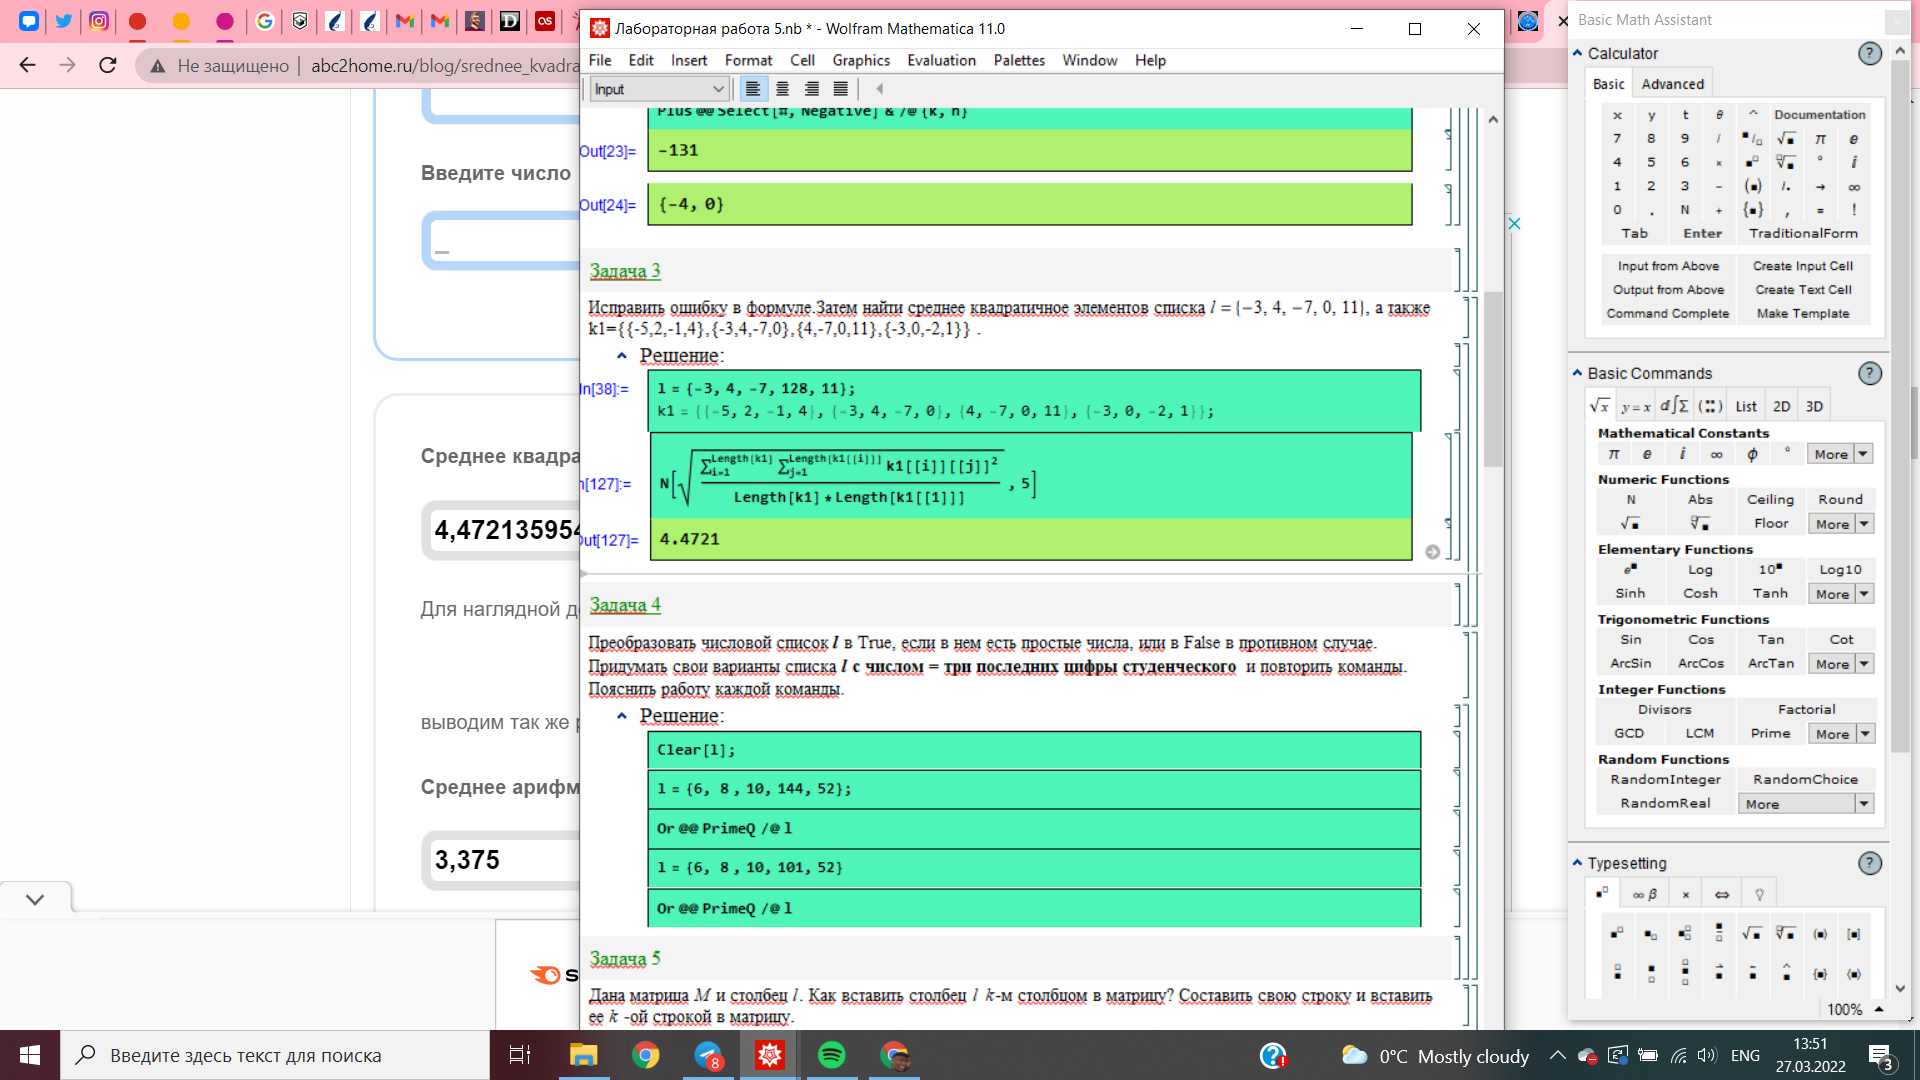 Не защищено | abc2home.ru/blog/srednee_kvadra
Введите число
_
Среднее квадра
4,472135954
Для наглядной д
выводим так же р
Среднее арифм
3,375
Лабораторная работа 5.nb * - Wolfram Mathematica 11.0
File Edit Insert Format Cell Graphics Evaluation Palettes Window Help
Input
Plus @@ Select[#, Negative] & /@ {k, h}
Out[23]= -131
Out[24]= {-4, 0}
Задача 3
Исправить ошибку в формуле.Затем найти среднее квадратичное элементов списка l = {−3, 4, −7, 0, 11}, а также
k1={{-5,2,-1,4},{-3,4,-7,0},{4,-7,0,11},{-3,0,-2,1}} .
Решение:
In[38]:= l = {-3, 4, -7, 128, 11};
k1 = {{-5, 2, -1, 4}, {-3, 4, -7, 0}, {4, -7, 0, 11}, {-3, 0, -2, 1}};
n[127]:= N[√(∑i=1^Length[k1] ∑j=1^Length[k1[[i]]] k1[[i]][[j]]^2 / Length[k1] * Length[k1[[1]]]) , 5]
Out[127]= 4.4721
Задача 4
Преобразовать числовой список l в True, если в нем есть простые числа, или в False в противном случае.
Придумать свои варианты списка l с числом = три последних цифры студенческого и повторить команды.
Пояснить работу каждой команды.
Решение:
Clear[l];
l = {6, 8 , 10, 144, 52};
Or @@ PrimeQ /@ l
l = {6, 8 , 10, 101, 52}
Or @@ PrimeQ /@ l
Задача 5
Дана матрица M и столбец l. Как вставить столбец l k-м столбцом в матрицу? Составить свою строку и вставить
ее k -ой строкой в матрицу.
Basic Math Assistant
Calculator
?
Basic Advanced
x y t θ ^ Documentation
7 8 9 / π e
4 5 6 × ° i
1 2 3 − (■) /. → ∞
0 . N + {■} , = !
Tab Enter TraditionalForm
Input from Above Create Input Cell
Output from Above Create Text Cell
Command Complete Make Template
Basic Commands
?
√x y=x d∫Σ List 2D 3D
Mathematical Constants
π e i ∞ ϕ ° More
Numeric Functions
N Abs Ceiling Round
√■ Floor More
Elementary Functions
e■ Log 10■ Log10
Sinh Cosh Tanh More
Trigonometric Functions
Sin Cos Tan Cot
ArcSin ArcCos ArcTan More
Integer Functions
Divisors Factorial
GCD LCM Prime More
Random Functions
RandomInteger RandomChoice
RandomReal More
Typesetting
?
∞ β × ⇔
100%
s
Введите здесь текст для поиска
8
0°C Mostly cloudy
ENG
13:51
27.03.2022
3